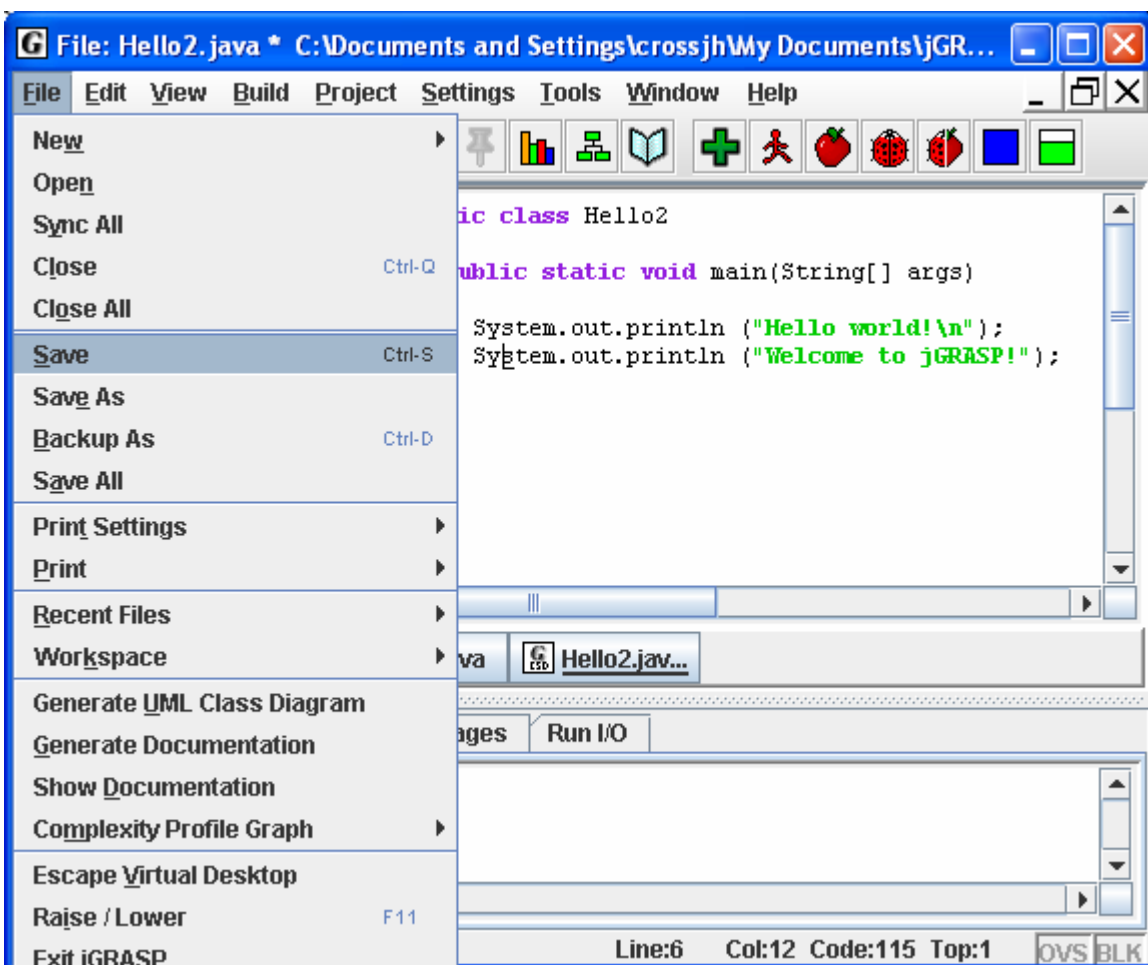 File: Hello2.java * C:\Documents and Settings\crossjh\My Documents\jGR...
File Edit View Build Project Settings Tools Window Help
New
Open
Sync All
Close Ctrl-Q
Close All
Save Ctrl-S
Save As
Backup As Ctrl-D
Save All
Print Settings
Print
Recent Files
Workspace
Generate UML Class Diagram
Generate Documentation
Show Documentation
Complexity Profile Graph
Escape Virtual Desktop
Raise / Lower F11
Exit jGRASP
ic class Hello2
ublic static void main(String[] args)
System.out.println ("Hello world!\n");
System.out.println ("Welcome to jGRASP!");
va Hello2.jav...
ages Run I/O
Line:6 Col:12 Code:115 Top:1 OVS BLK